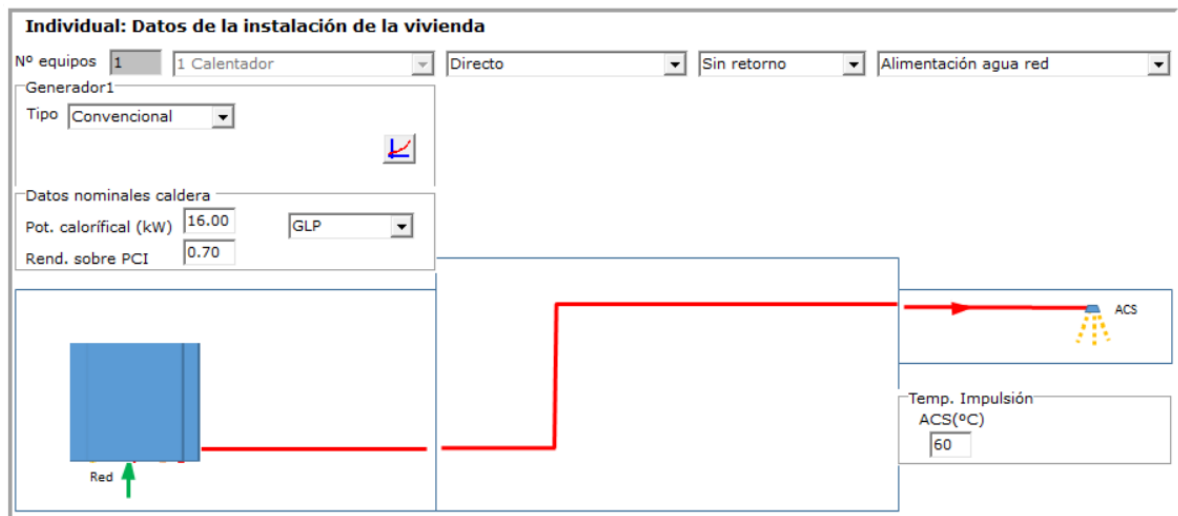 Individual: Datos de la instalación de la vivienda
Nº equipos 1 1 Calentador Directo Sin retorno Alimentación agua red
Generador1
Tipo Convencional
Datos nominales caldera
Pot. calorífical (kW) 16.00 GLP
Rend. sobre PCI 0.70
ACS
Temp. Impulsión
ACS(ºC)
60
Red